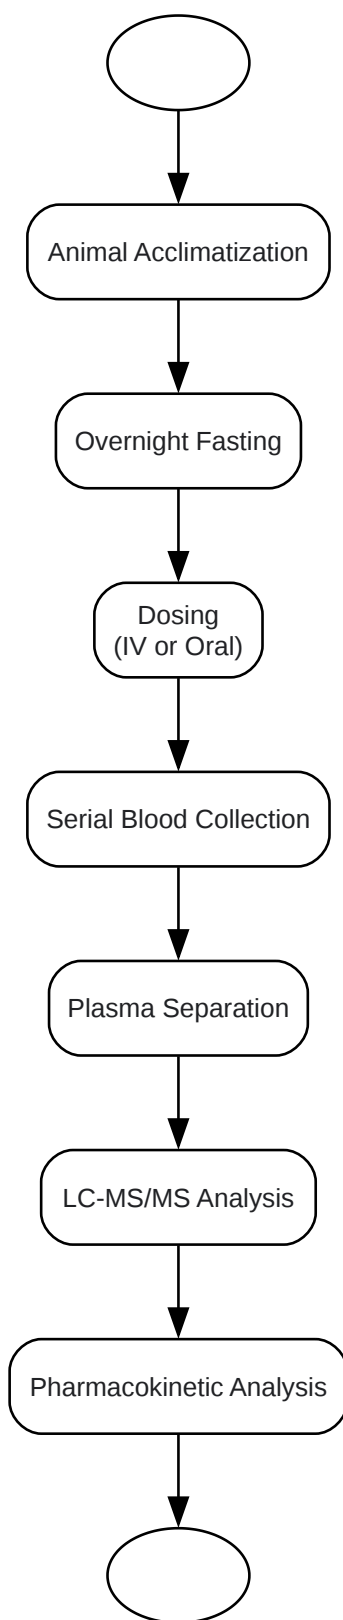 Animal Acclimatization
Overnight Fasting
Dosing
(IV or Oral)
Serial Blood Collection
Plasma Separation
LC-MS/MS Analysis
Pharmacokinetic Analysis